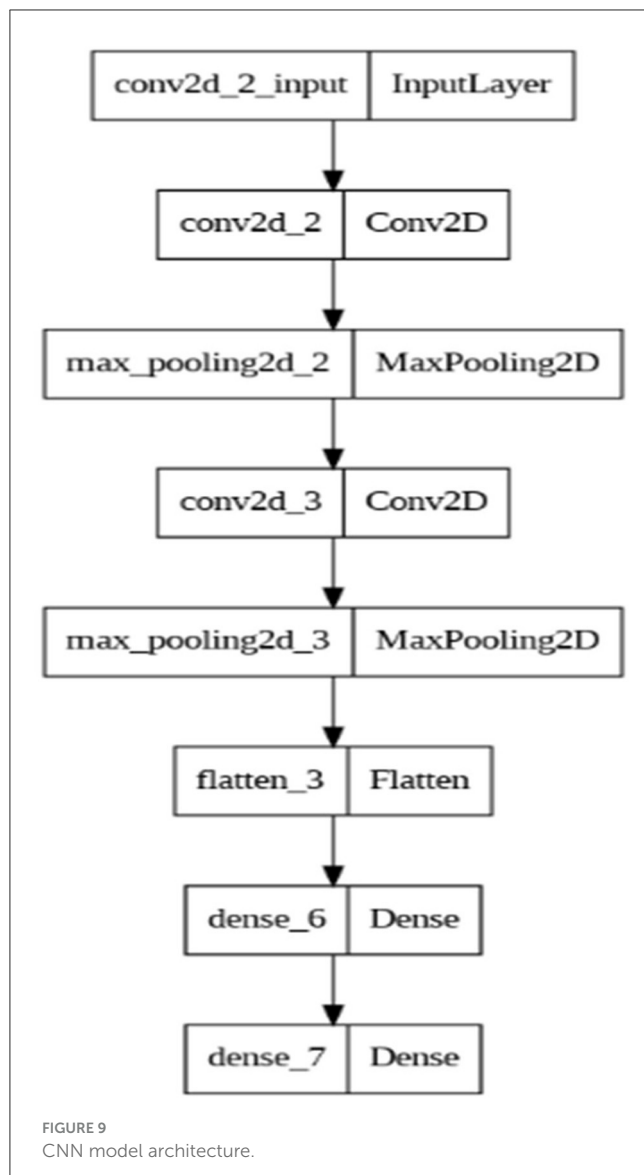 conv2d_2_input InputLayer
conv2d_2 Conv2D
max_pooling2d_2 MaxPooling2D
conv2d_3 Conv2D
max_pooling2d_3 MaxPooling2D
flatten_3 Flatten
dense_6 Dense
dense_7 Dense
FIGURE 9
CNN model architecture.